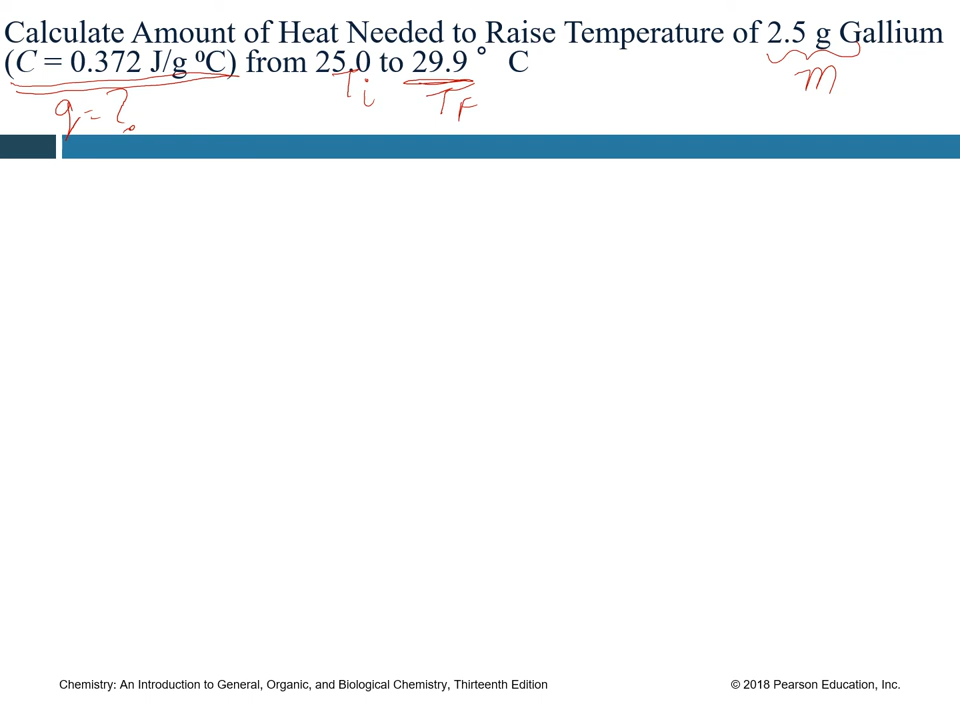 Calculate Amount of Heat Needed to Raise Temperature of 2.5 g Gallium
(C = 0.372 J/g ºC) from 25.0 to 29.9 ° C
q = ?
Ti
TF
m
Chemistry: An Introduction to General, Organic, and Biological Chemistry, Thirteenth Edition
© 2018 Pearson Education, Inc.